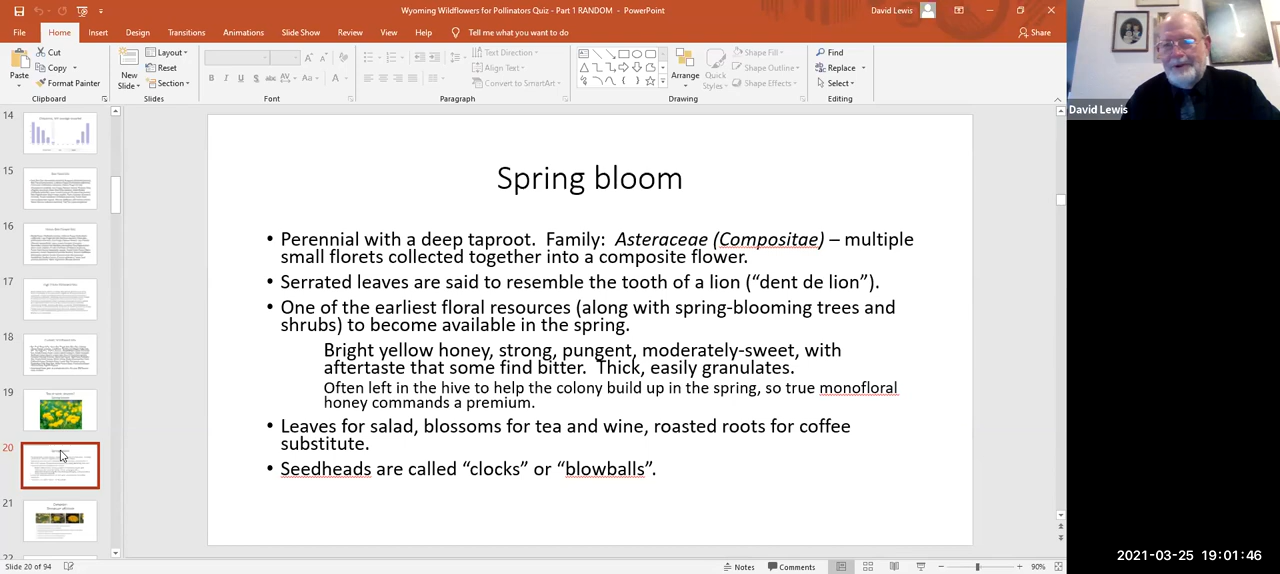 Wyoming Wildflowers for Pollinators Quiz - Part 1 RANDOM - PowerPoint
David Lewis
File Home Insert Design Transitions Animations Slide Show Review View Help Tell me what you want to do Share
Paste
Cut
Copy
Format Painter
Clipboard
New Slide
Layout
Reset
Section
Slides
Font
Text Direction
Align Text
Convert to SmartArt
Paragraph
Arrange
Quick Styles
Shape Fill
Shape Outline
Shape Effects
Drawing
Find
Replace
Select
Editing
David Lewis
14
15
16
17
18
19
20
21
22
Spring bloom
• Perennial with a deep taproot. Family: Asteraceae (Compositae) – multiple
small florets collected together into a composite flower.
• Serrated leaves are said to resemble the tooth of a lion (“dent de lion”).
• One of the earliest floral resources (along with spring-blooming trees and
shrubs) to become available in the spring.
Bright yellow honey, strong, pungent, moderately-sweet, with
aftertaste that some find bitter. Thick, easily granulates.
Often left in the hive to help the colony build up in the spring, so true monofloral
honey commands a premium.
• Leaves for salad, blossoms for tea and wine, roasted roots for coffee
substitute.
• Seedheads are called “clocks” or “blowballs”.
Slide 20 of 94
Notes
Comments
90%
2021-03-25 19:01:46